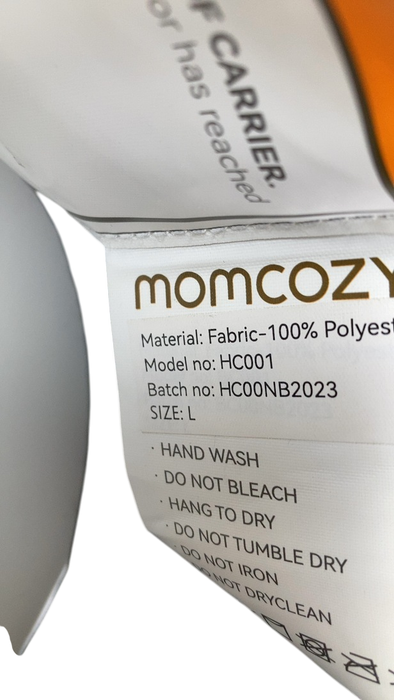 F CARRIER.
or has reached
momcozy
Material: Fabric-100% Polyest
Model no: HC001
Batch no: HC00NB2023
SIZE: L
· HAND WASH
· DO NOT BLEACH
· HANG TO DRY
· DO NOT TUMBLE DRY
· DO NOT IRON
DO NOT DRYCLEAN